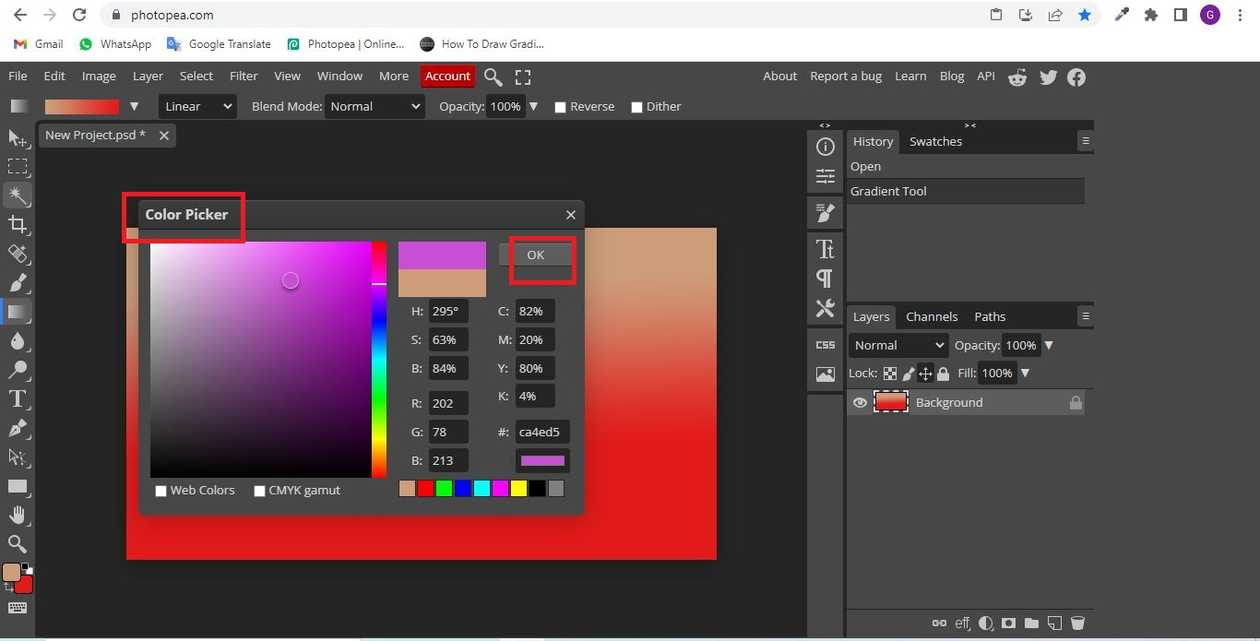 photopea.com
G
Gmail WhatsApp Google Translate Photopea | Online... How To Draw Gradi...
File Edit Image Layer Select Filter View Window More Account About Report a bug Learn Blog API
Linear Blend Mode: Normal Opacity: 100% Reverse Dither
New Project.psd *
< > > <
History Swatches
Open
Gradient Tool
Color Picker
OK
H: 295° C: 82%
S: 63% M: 20%
B: 84% Y: 80%
K: 4%
R: 202
G: 78 #: ca4ed5
B: 213
Web Colors CMYK gamut
CSS
Layers Channels Paths
Normal Opacity: 100%
Lock: Fill: 100%
Background
eff